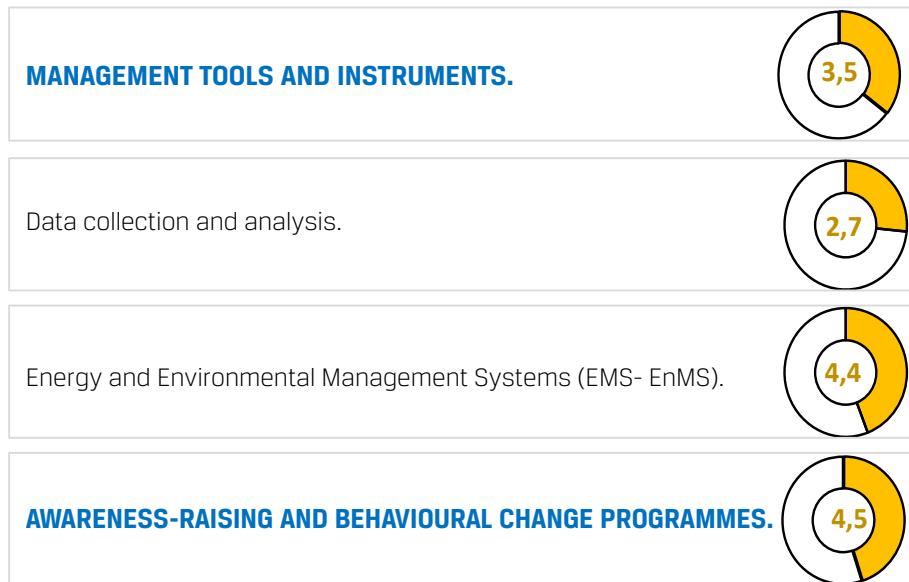 MANAGEMENT TOOLS AND INSTRUMENTS.
3,5
Data collection and analysis.
2,7
Energy and Environmental Management Systems (EMS- EnMS).
4,4
AWARENESS-RAISING AND BEHAVIOURAL CHANGE PROGRAMMES.
4,5